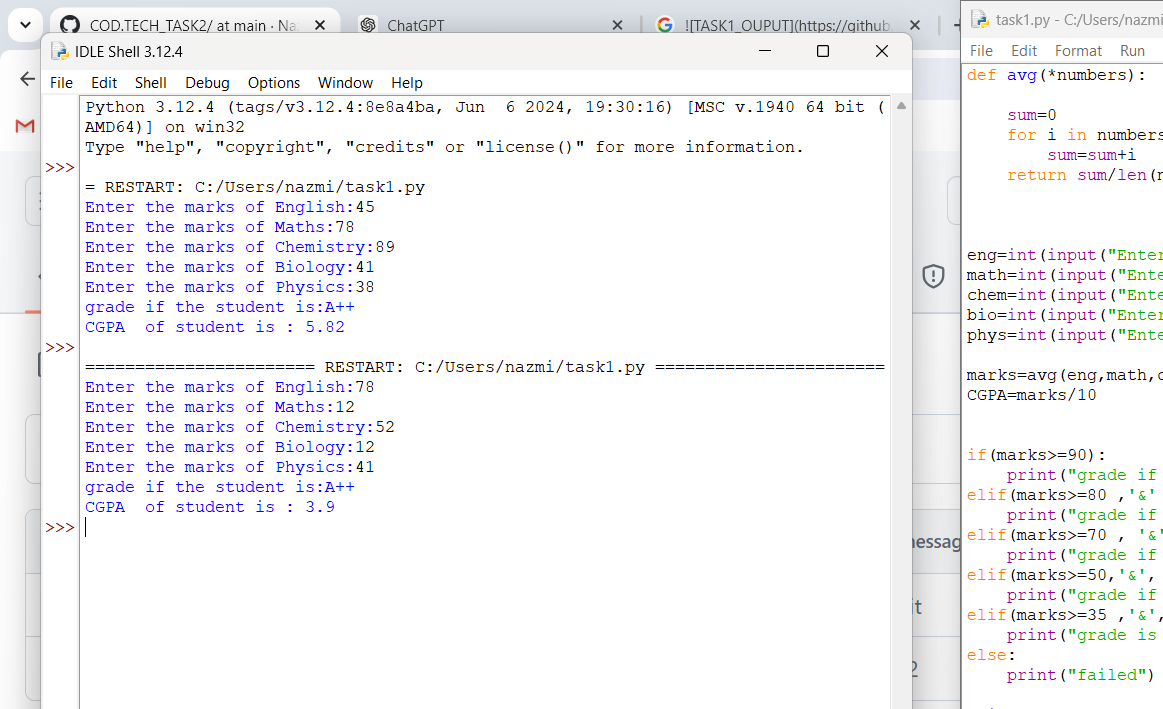 COD.TECH_TASK2/ at main · Na
ChatGPT
![TASK1_OUPUT](https://github.
IDLE Shell 3.12.4
File Edit Shell Debug Options Window Help
Python 3.12.4 (tags/v3.12.4:8e8a4ba, Jun  6 2024, 19:30:16) [MSC v.1940 64 bit (
AMD64)] on win32
Type "help", "copyright", "credits" or "license()" for more information.
>>>
= RESTART: C:/Users/nazmi/task1.py
Enter the marks of English:45
Enter the marks of Maths:78
Enter the marks of Chemistry:89
Enter the marks of Biology:41
Enter the marks of Physics:38
grade if the student is:A++
CGPA  of student is : 5.82
>>>
======================= RESTART: C:/Users/nazmi/task1.py =======================
Enter the marks of English:78
Enter the marks of Maths:12
Enter the marks of Chemistry:52
Enter the marks of Biology:12
Enter the marks of Physics:41
grade if the student is:A++
CGPA  of student is : 3.9
>>>
task1.py - C:/Users/nazmi
File Edit Format Run
def avg(*numbers):
sum=0
for i in numbers
sum=sum+i
return sum/len(n
eng=int(input("Enter
math=int(input("Ente
chem=int(input("Ente
bio=int(input("Enter
phys=int(input("Ente
marks=avg(eng,math,c
CGPA=marks/10
if(marks>=90):
print("grade if
elif(marks>=80 ,'&'
print("grade if
elif(marks>=70 , '&'
print("grade if
elif(marks>=50,'&',
print("grade if
elif(marks>=35 ,'&',
print("grade is
else:
print("failed")